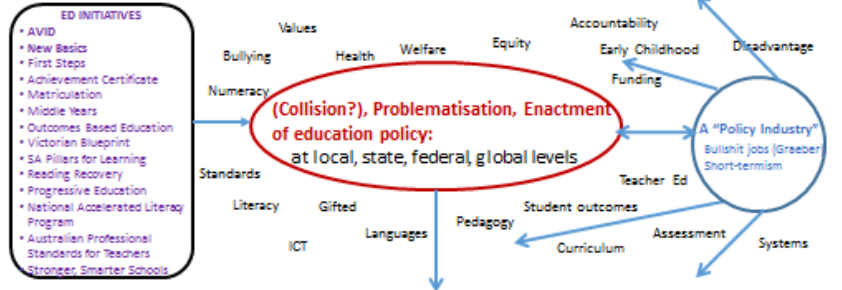 ED INITIATIVES
• AVID
• New Basics
• First Steps
• Achievement Certificate
• Matriculation
• Middle Years
• Outcomes Based Education
• Victorian Blueprint
• SA Pillars for Learning
• Reading Recovery
• Progressive Education
• National Accelerated Literacy
Program
• Australian Professional
Standards for Teachers
• Stronger, Smarter Schools
Values
Accountability
Bullying
Health
Welfare
Equity
Early Childhood
Disadvantage
Numeracy
Funding
(Collision?), Problematisation, Enactment
of education policy:
at local, state, federal, global levels
A "Policy Industry"
Bullshit jobs (Graeber)
Short-termism
Standards
Teacher Ed
Literacy
Gifted
Student outcomes
Pedagogy
Languages
ICT
Curriculum
Assessment
Systems